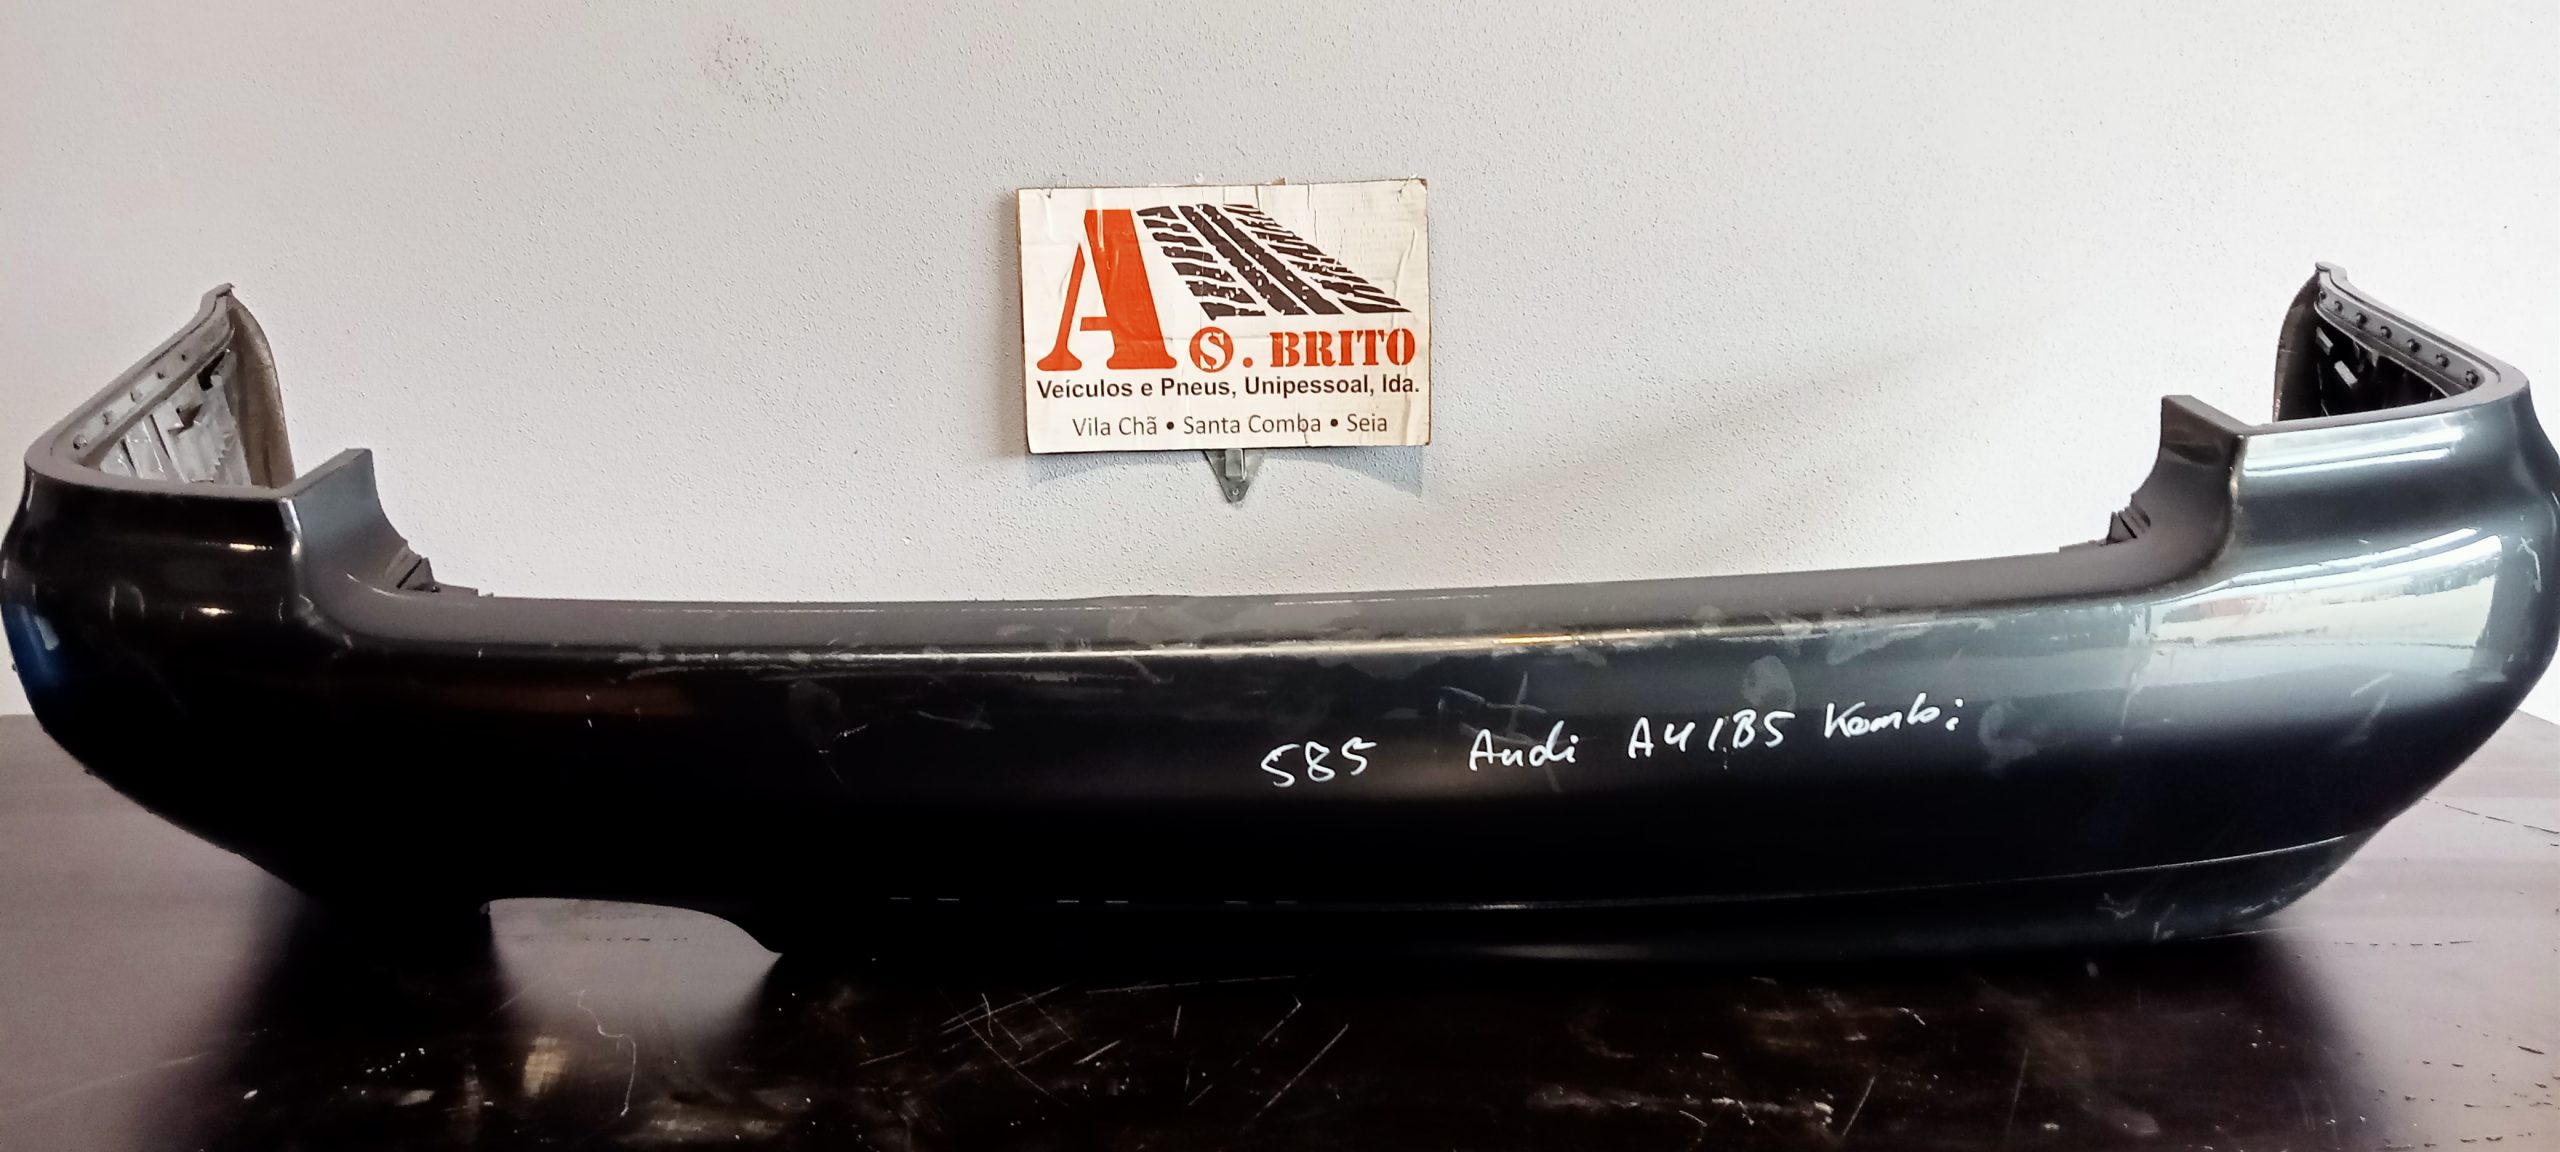 A S. BRITO
Veículos e Pneus, Unipessoal, lda.
Vila Chã • Santa Comba • Seia
585 Audi A4 / B5 Kombi